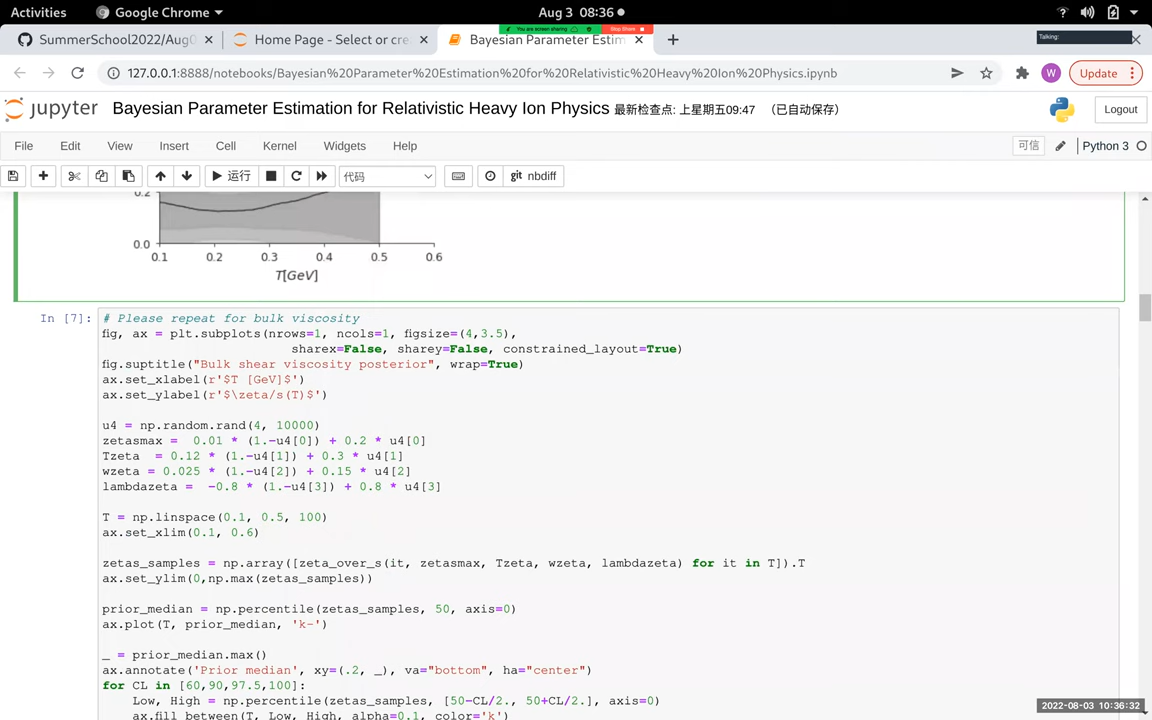 Activities
Google Chrome
Aug 3 08:36
You are screen sharing
Stop Share
SummerSchool2022/Aug0
Home Page - Select or cre
Bayesian Parameter Estim
Talking:
127.0.0.1:8888/notebooks/Bayesian%20Parameter%20Estimation%20for%20Relativistic%20Heavy%20Ion%20Physics.ipynb
W
Update
jupyter
Bayesian Parameter Estimation for Relativistic Heavy Ion Physics 最新检查点: 上星期五09:47 (已自动保存)
Logout
File Edit View Insert Cell Kernel Widgets Help
可信
Python 3
运行
代码
git nbdiff
0.2
0.0
0.1 0.2 0.3 0.4 0.5 0.6
T[GeV]
In [7]:
# Please repeat for bulk viscosity
fig, ax = plt.subplots(nrows=1, ncols=1, figsize=(4,3.5),
sharex=False, sharey=False, constrained_layout=True)
fig.suptitle("Bulk shear viscosity posterior", wrap=True)
ax.set_xlabel(r'$T [GeV]$')
ax.set_ylabel(r'$\zeta/s(T)$')
u4 = np.random.rand(4, 10000)
zetasmax =  0.01 * (1.-u4[0]) + 0.2 * u4[0]
Tzeta  = 0.12 * (1.-u4[1]) + 0.3 * u4[1]
wzeta = 0.025 * (1.-u4[2]) + 0.15 * u4[2]
lambdazeta =  -0.8 * (1.-u4[3]) + 0.8 * u4[3]
T = np.linspace(0.1, 0.5, 100)
ax.set_xlim(0.1, 0.6)
zetas_samples = np.array([zeta_over_s(it, zetasmax, Tzeta, wzeta, lambdazeta) for it in T]).T
ax.set_ylim(0,np.max(zetas_samples))
prior_median = np.percentile(zetas_samples, 50, axis=0)
ax.plot(T, prior_median, 'k-')
_ = prior_median.max()
ax.annotate('Prior median', xy=(.2, _), va="bottom", ha="center")
for CL in [60,90,97.5,100]:
Low, High = np.percentile(zetas_samples, [50-CL/2., 50+CL/2.], axis=0)
ax.fill_between(T, Low, High, alpha=0.1, color='k')
2022-08-03 10:36:32